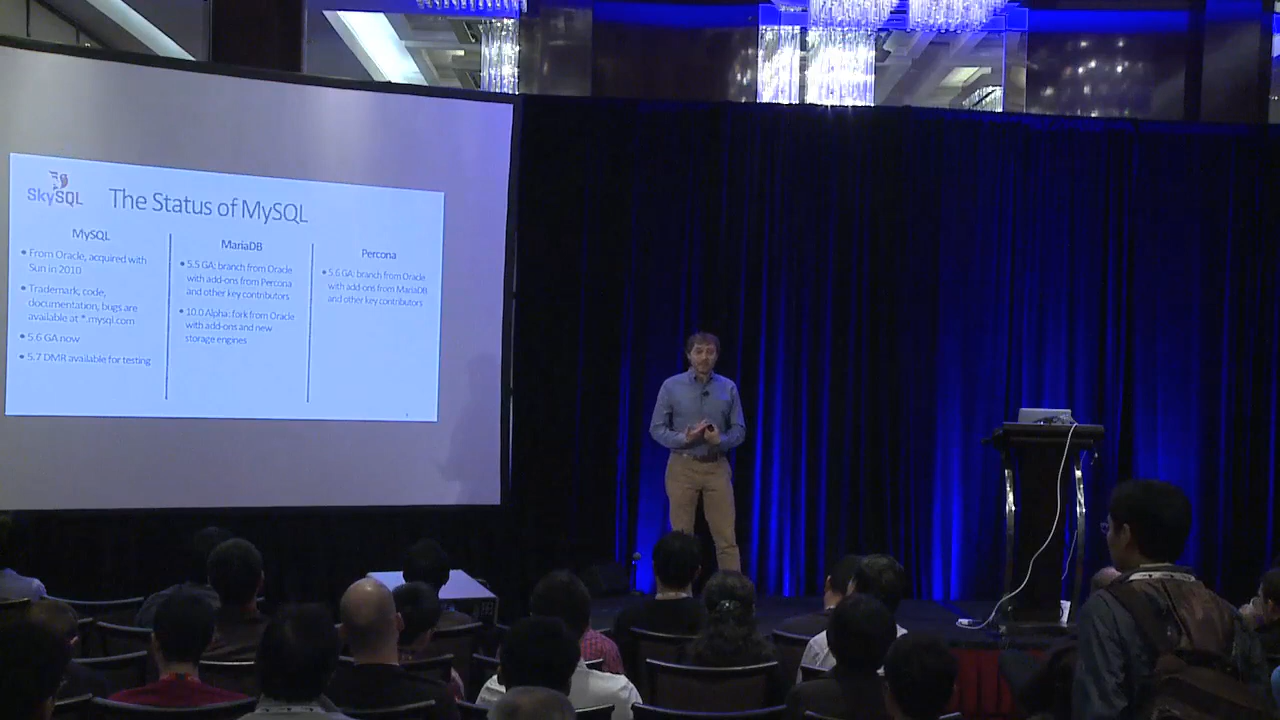 SkySQL
The Status of MySQL
MySQL
• From Oracle, acquired with
Sun in 2010
• Trademark, code,
documentation, bugs are
available at *.mysql.com
• 5.6 GA now
• 5.7 DMR available for testing
MariaDB
• 5.5 GA: branch from Oracle
with add-ons from Percona
and other key contributors
• 10.0 Alpha: fork from Oracle
with add-ons and new
storage engines
Percona
• 5.6 GA: branch from Oracle
with add-ons from MariaDB
and other key contributors